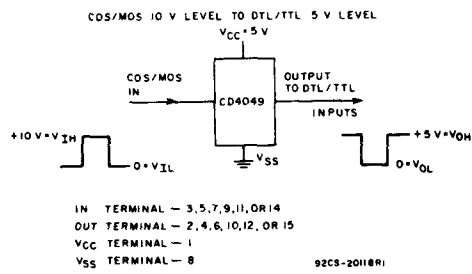 COS/MOS 10 V LEVEL TO DTL/TTL 5 V LEVEL
VCC = 5 V
COS/MOS
IN
CD4049
OUTPUT
TO DTL/TTL
INPUTS
VSS
+10 V = VIH
0 = VIL
+5 V = VOH
0 = VOL
IN TERMINAL — 3, 5, 7, 9, 11, OR 14
OUT TERMINAL — 2, 4, 6, 10, 12, OR 15
VCC TERMINAL — 1
VSS TERMINAL — 8
92CS-20118R1